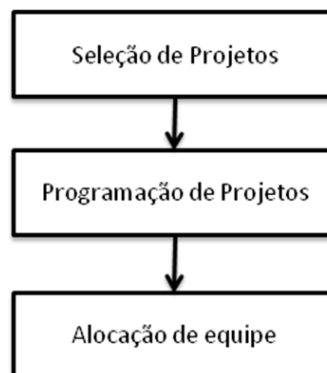 Seleção de Projetos
Programação de Projetos
Alocação de equipe